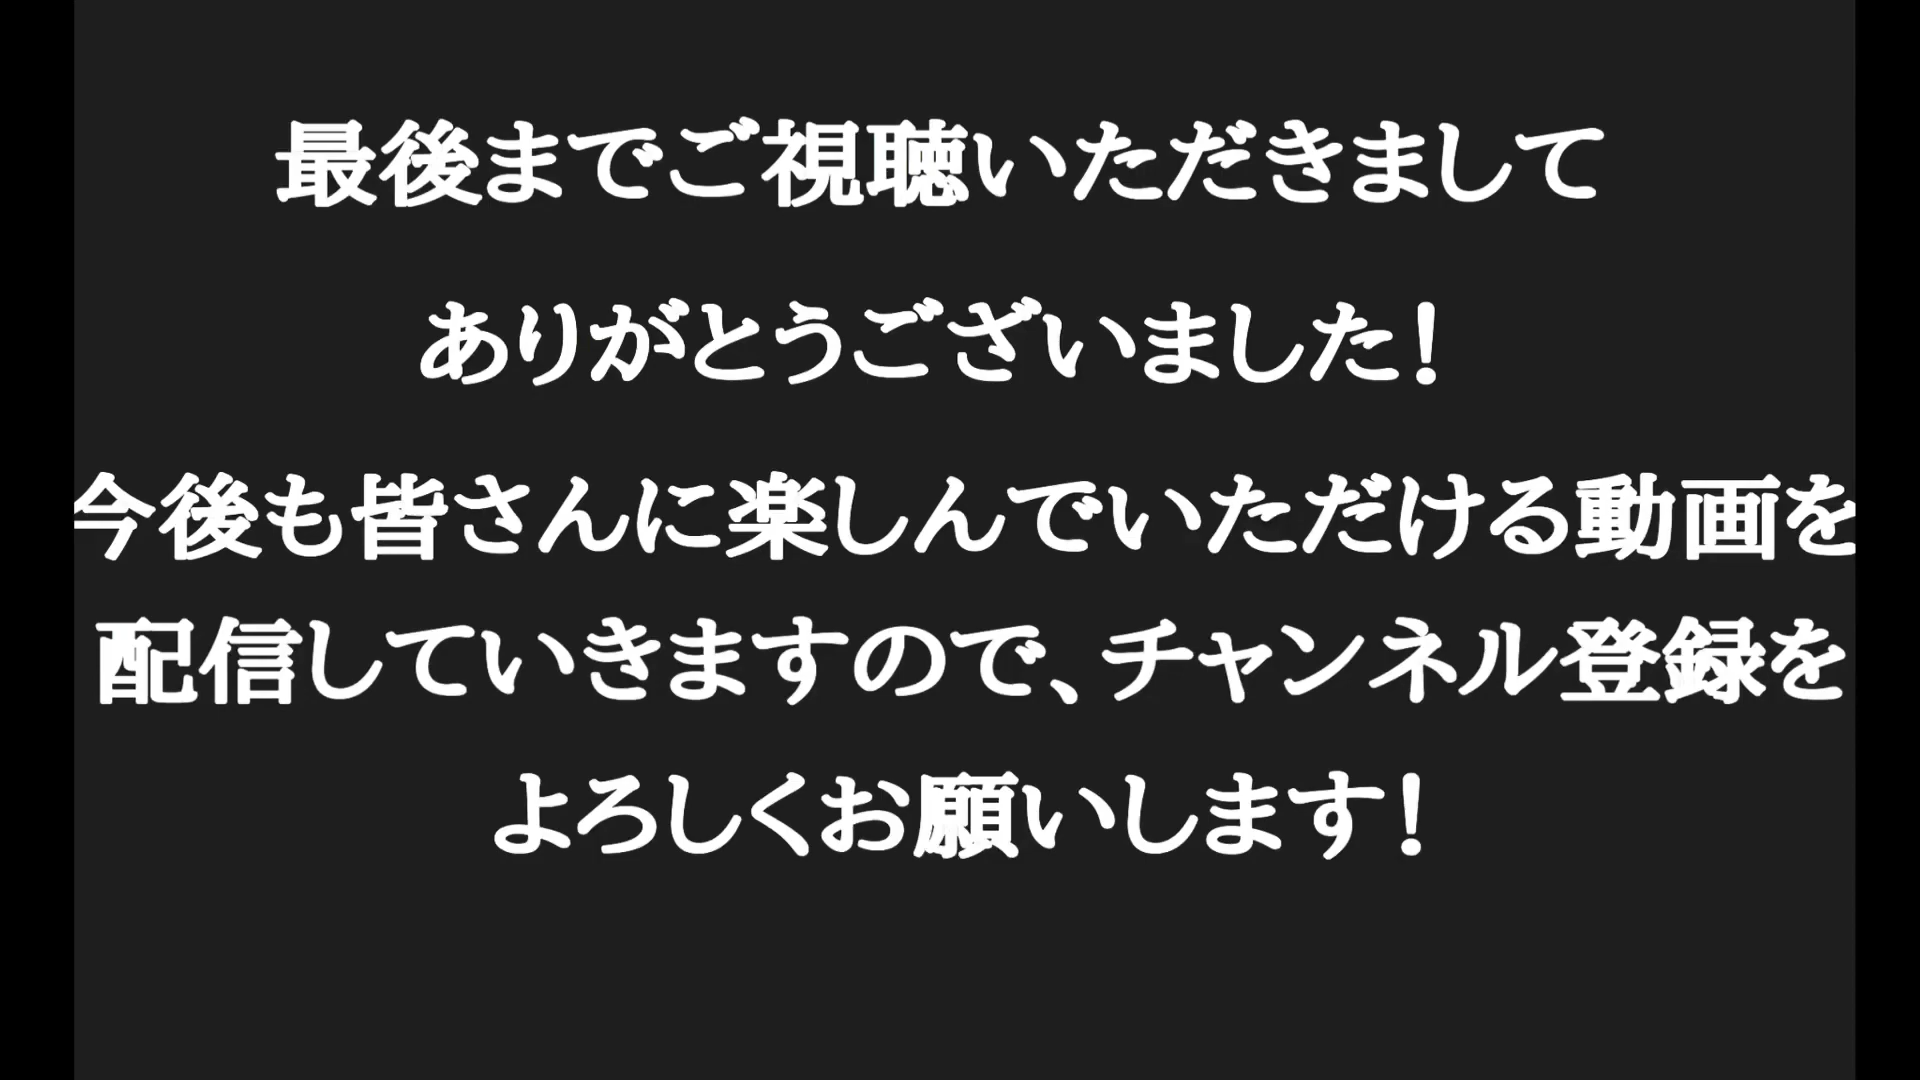 最後までご視聴いただきまして
ありがとうございました!
今後も皆さんに楽しんでいただける動画を
配信していきますので、チャンネル登録を
よろしくお願いします!